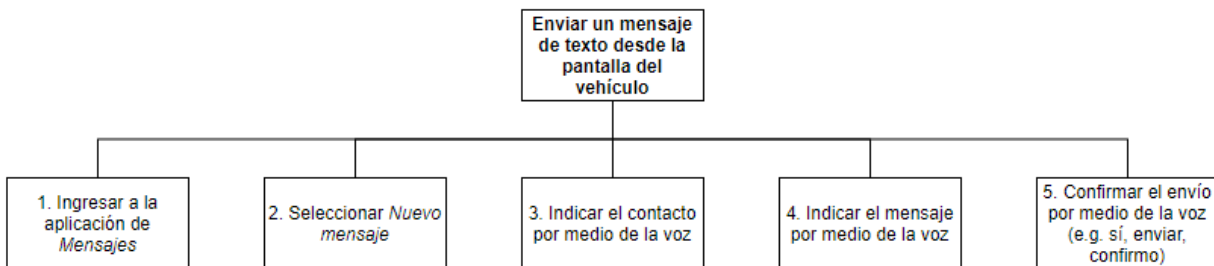 Enviar un mensaje
de texto desde la
pantalla del
vehículo
1. Ingresar a la
aplicación de
Mensajes
2. Seleccionar Nuevo
mensaje
3. Indicar el contacto
por medio de la voz
4. Indicar el mensaje
por medio de la voz
5. Confirmar el envío
por medio de la voz
(e.g. sí, enviar,
confirmo)